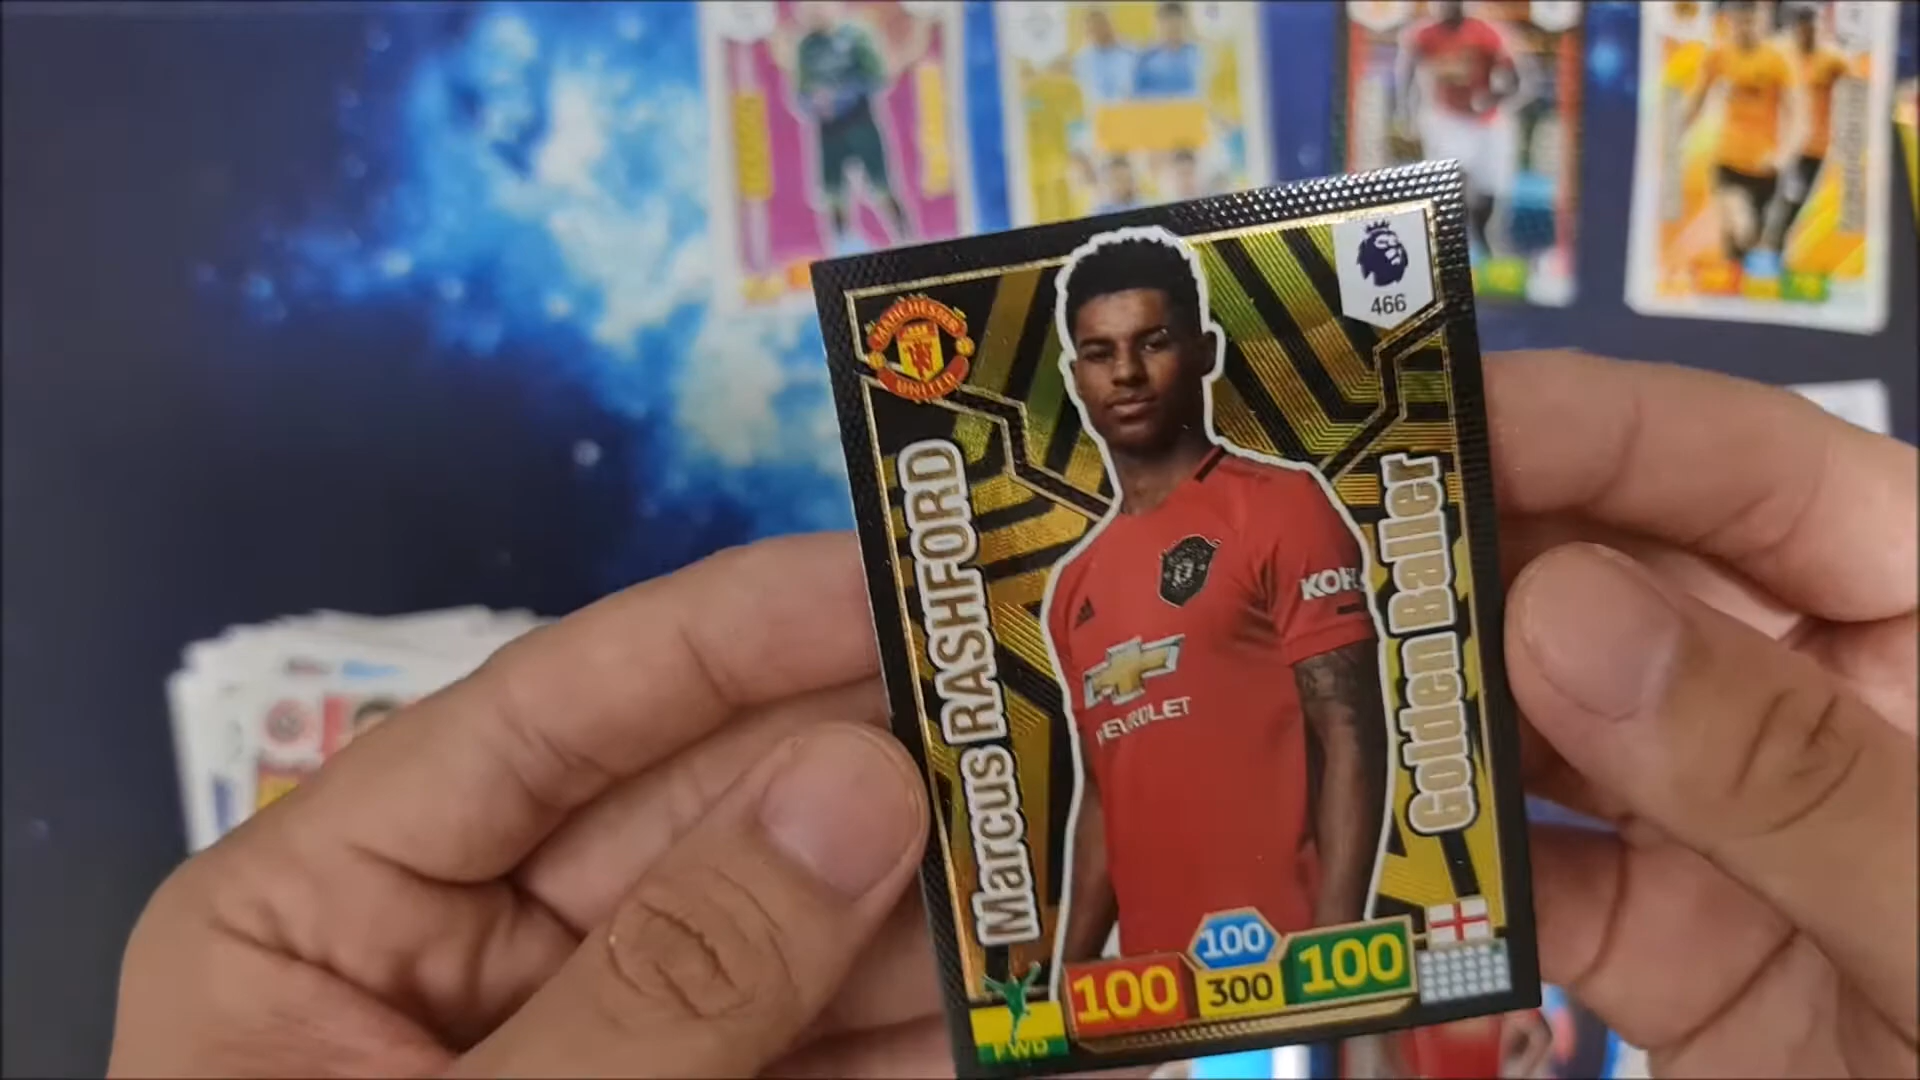 MANCHESTER
UNITED
466
Marcus RASHFORD
Golden Baller
KOH
CHEVROLET
100
100
300
100
FWD